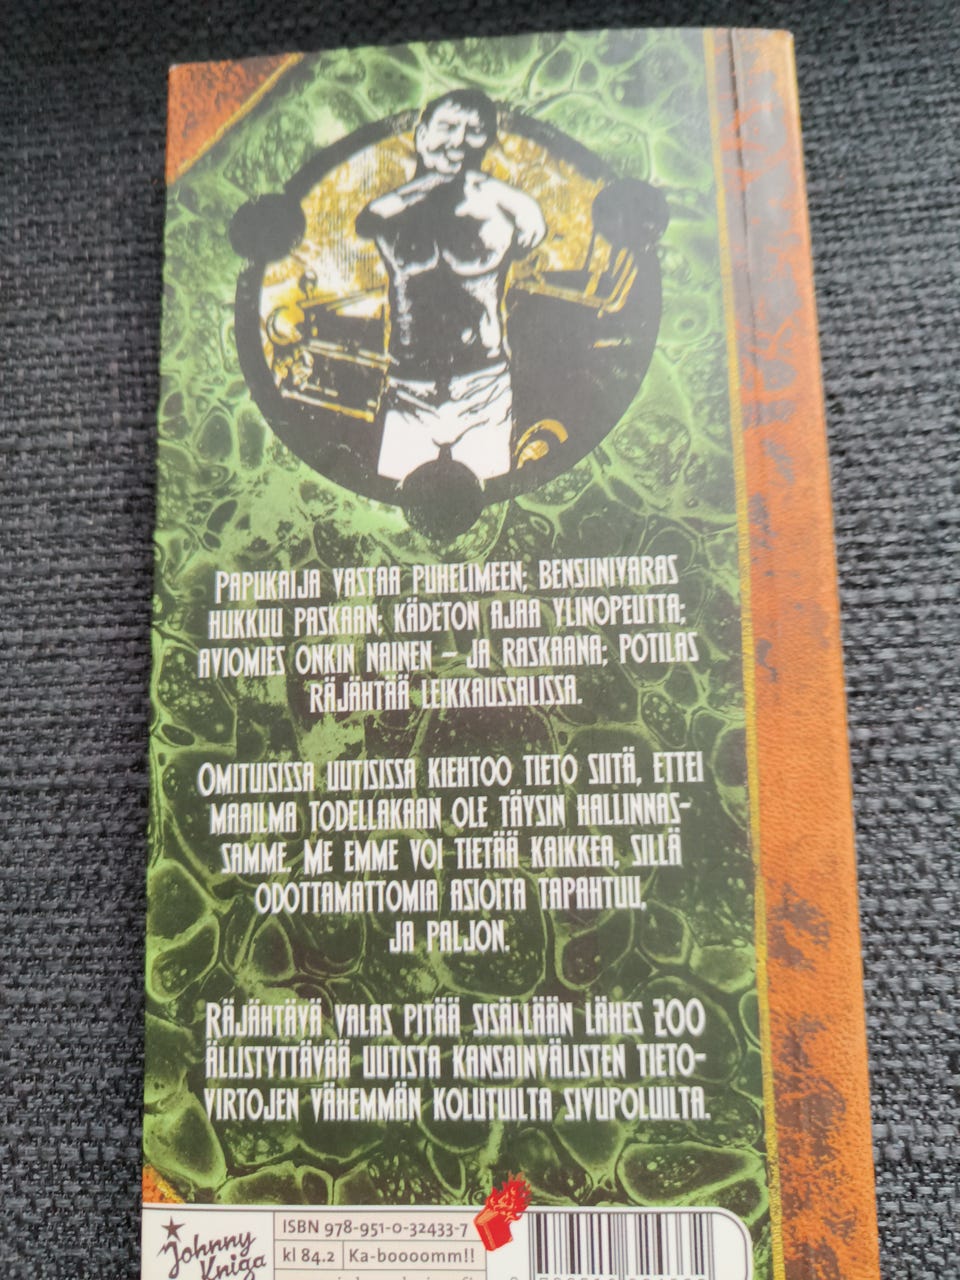 Papukaija vastaa puhelimeen; bensiinivaras
hukkuu paskaan; kädetön ajaa ylinopeutta;
aviomies onkin nainen – ja raskaana; potilas
räjähtää leikkaussalissa.
Omituisissa uutisissa kiehtoo tieto siitä, ettei
maailma todellakaan ole täysin hallinnas-
samme. Me emme voi tietää kaikkea, sillä
odottamattomia asioita tapahtuu,
ja paljon.
Räjähtävä valas pitää sisällään lähes 200
ällistyttävää uutista kansainvälisten tieto-
virtojen vähemmän kolutuilta sivupoluilta.
Johnny
Kniga
ISBN 978-951-0-32433-7
kl 84.2 Ka-boooomm!!